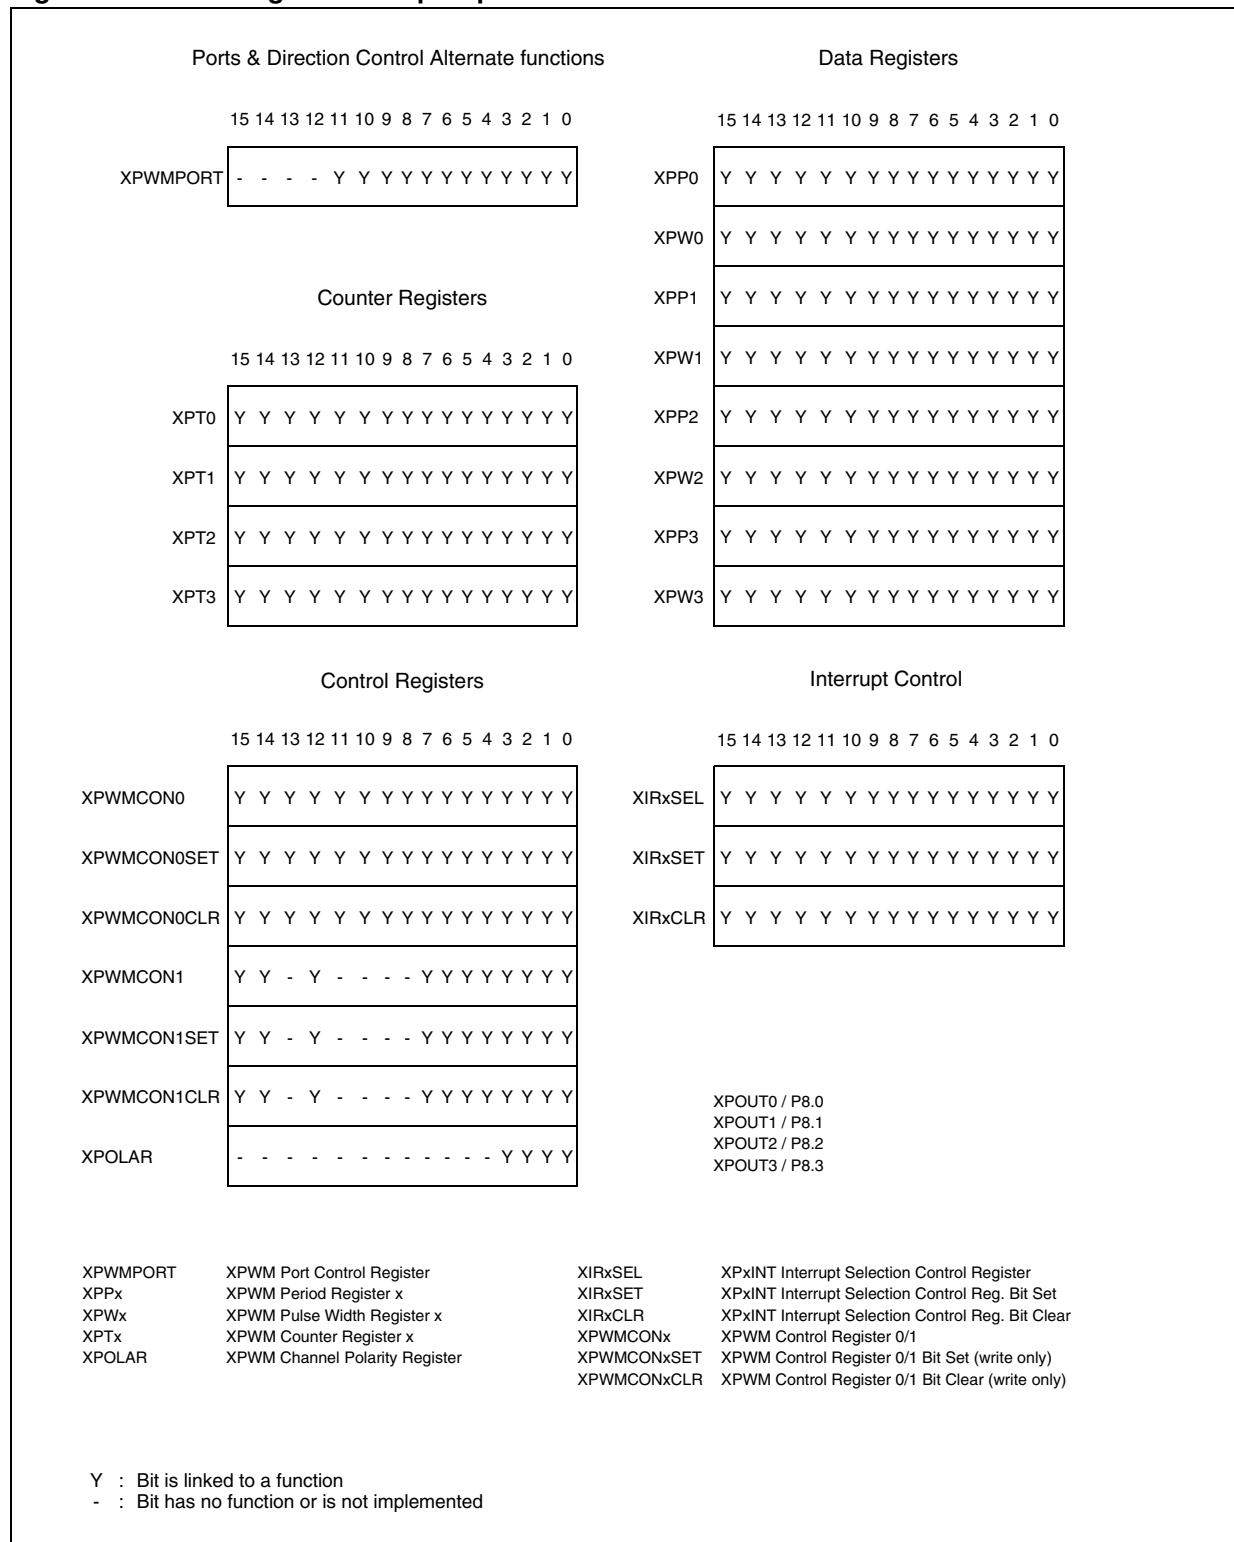 Ports & Direction Control Alternate functions
15 14 13 12 11 10 9 8 7 6 5 4 3 2 1 0
XPWMPORT - - - - Y Y Y Y Y Y Y Y Y Y Y Y
Counter Registers
15 14 13 12 11 10 9 8 7 6 5 4 3 2 1 0
XPT0 Y Y Y Y Y Y Y Y Y Y Y Y Y Y Y Y
XPT1 Y Y Y Y Y Y Y Y Y Y Y Y Y Y Y Y
XPT2 Y Y Y Y Y Y Y Y Y Y Y Y Y Y Y Y
XPT3 Y Y Y Y Y Y Y Y Y Y Y Y Y Y Y Y
Data Registers
15 14 13 12 11 10 9 8 7 6 5 4 3 2 1 0
XPP0 Y Y Y Y Y Y Y Y Y Y Y Y Y Y Y Y
XPW0 Y Y Y Y Y Y Y Y Y Y Y Y Y Y Y Y
XPP1 Y Y Y Y Y Y Y Y Y Y Y Y Y Y Y Y
XPW1 Y Y Y Y Y Y Y Y Y Y Y Y Y Y Y Y
XPP2 Y Y Y Y Y Y Y Y Y Y Y Y Y Y Y Y
XPW2 Y Y Y Y Y Y Y Y Y Y Y Y Y Y Y Y
XPP3 Y Y Y Y Y Y Y Y Y Y Y Y Y Y Y Y
XPW3 Y Y Y Y Y Y Y Y Y Y Y Y Y Y Y Y
Control Registers
15 14 13 12 11 10 9 8 7 6 5 4 3 2 1 0
XPWMCON0 Y Y Y Y Y Y Y Y Y Y Y Y Y Y Y Y
XPWMCON0SET Y Y Y Y Y Y Y Y Y Y Y Y Y Y Y Y
XPWMCON0CLR Y Y Y Y Y Y Y Y Y Y Y Y Y Y Y Y
XPWMCON1 Y Y - Y - - - - Y Y Y Y Y Y Y Y
XPWMCON1SET Y Y - Y - - - - Y Y Y Y Y Y Y Y
XPWMCON1CLR Y Y - Y - - - - Y Y Y Y Y Y Y Y
XPOLAR - - - - - - - - - - - - Y Y Y Y
Interrupt Control
15 14 13 12 11 10 9 8 7 6 5 4 3 2 1 0
XIRxSEL Y Y Y Y Y Y Y Y Y Y Y Y Y Y Y Y
XIRxSET Y Y Y Y Y Y Y Y Y Y Y Y Y Y Y Y
XIRxCLR Y Y Y Y Y Y Y Y Y Y Y Y Y Y Y Y
XPOUT0 / P8.0
XPOUT1 / P8.1
XPOUT2 / P8.2
XPOUT3 / P8.3
XPWMPORT XPWM Port Control Register
XPPx XPWM Period Register x
XPWx XPWM Pulse Width Register x
XPTx XPWM Counter Register x
XPOLAR XPWM Channel Polarity Register
XIRxSEL XPxINT Interrupt Selection Control Register
XIRxSET XPxINT Interrupt Selection Control Reg. Bit Set
XIRxCLR XPxINT Interrupt Selection Control Reg. Bit Clear
XPWMCONx XPWM Control Register 0/1
XPWMCONxSET XPWM Control Register 0/1 Bit Set (write only)
XPWMCONxCLR XPWM Control Register 0/1 Bit Clear (write only)
Y : Bit is linked to a function
- : Bit has no function or is not implemented